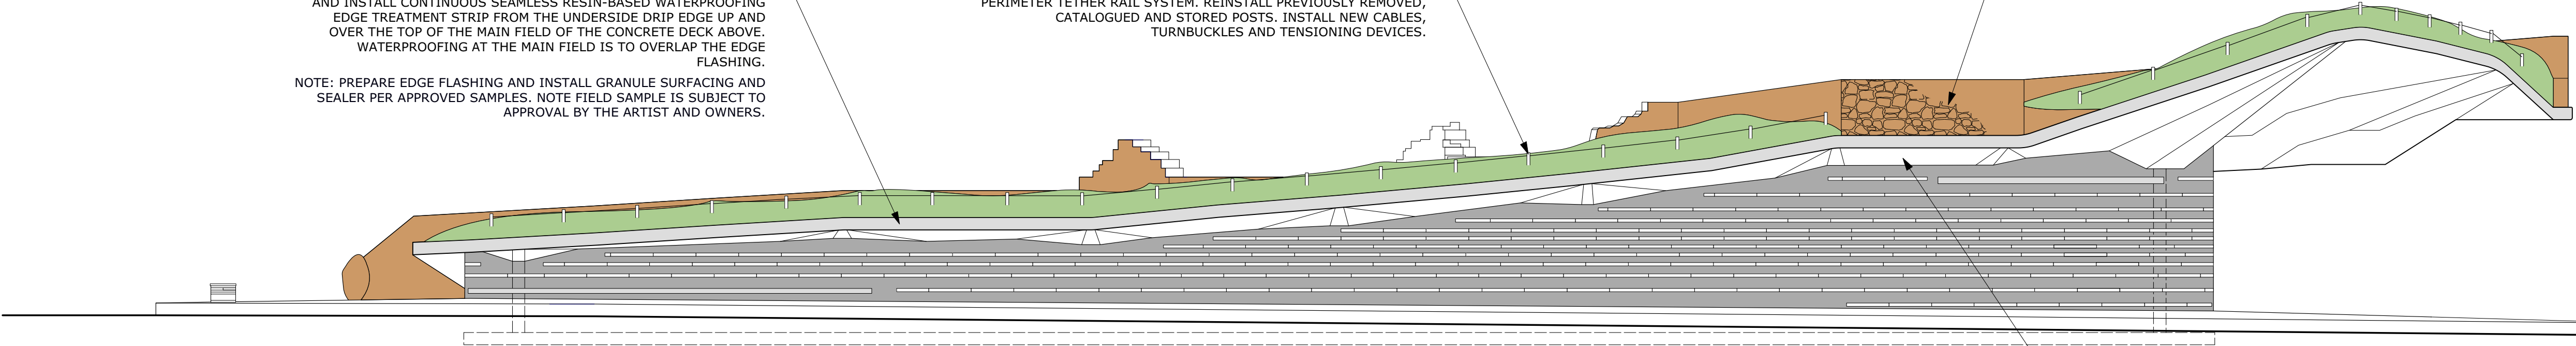 AND INSTALL CONTINUOUS SEAMLESS RESIN-BASED WATERPROOFING
EDGE TREATMENT STRIP FROM THE UNDERSIDE DRIP EDGE UP AND
OVER THE TOP OF THE MAIN FIELD OF THE CONCRETE DECK ABOVE.
WATERPROOFING AT THE MAIN FIELD IS TO OVERLAP THE EDGE
FLASHING.
NOTE: PREPARE EDGE FLASHING AND INSTALL GRANULE SURFACING AND
SEALER PER APPROVED SAMPLES. NOTE FIELD SAMPLE IS SUBJECT TO
APPROVAL BY THE ARTIST AND OWNERS.
PERIMETER TETHER RAIL SYSTEM. REINSTALL PREVIOUSLY REMOVED,
CATALOGUED AND STORED POSTS. INSTALL NEW CABLES,
TURNBUCKLES AND TENSIONING DEVICES.